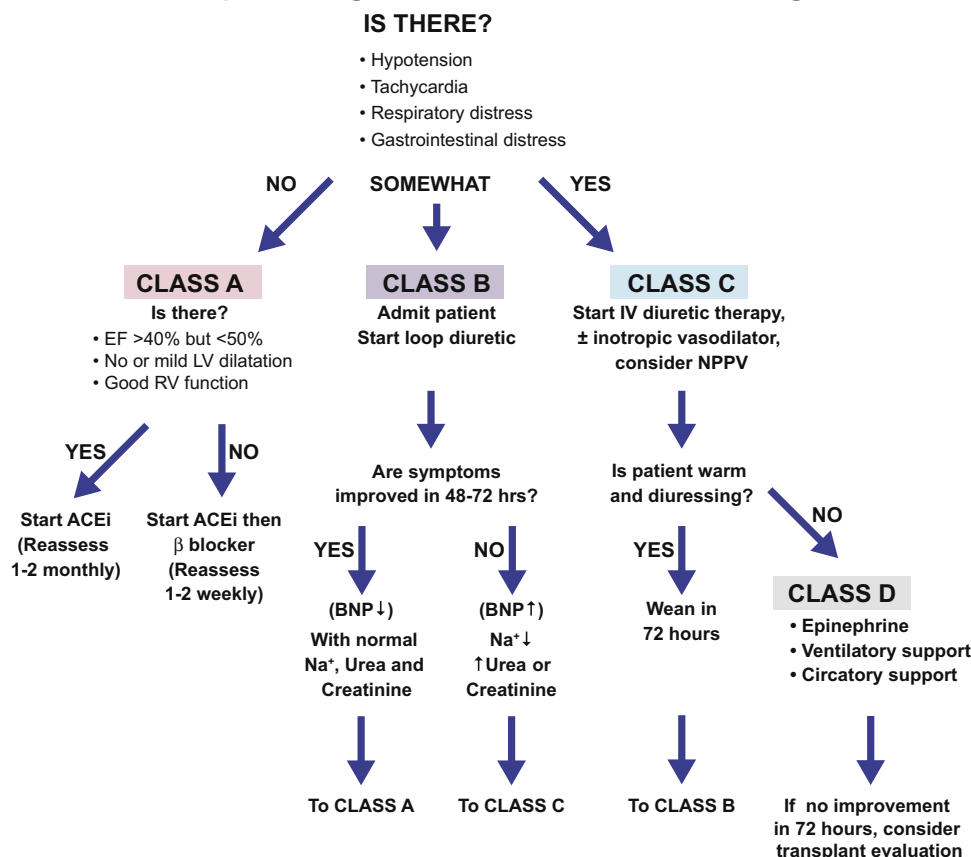 IS THERE?
• Hypotension
• Tachycardia
• Respiratory distress
• Gastrointestinal distress
NO
SOMEWHAT
YES
CLASS A
Is there?
• EF >40% but <50%
• No or mild LV dilatation
• Good RV function
YES
NO
Start ACEi
(Reassess
1-2 monthly)
Start ACEi then
β blocker
(Reassess
1-2 weekly)
CLASS B
Admit patient
Start loop diuretic
Are symptoms
improved in 48-72 hrs?
YES
NO
(BNP↓)
With normal
Na⁺, Urea and
Creatinine
To CLASS A
(BNP↑)
Na⁺↓
↑Urea or
Creatinine
To CLASS C
CLASS C
Start IV diuretic therapy,
± inotropic vasodilator,
consider NPPV
Is patient warm
and diuressing?
YES
NO
Wean in
72 hours
To CLASS B
CLASS D
• Epinephrine
• Ventilatory support
• Circatory support
If no improvement
in 72 hours, consider
transplant evaluation